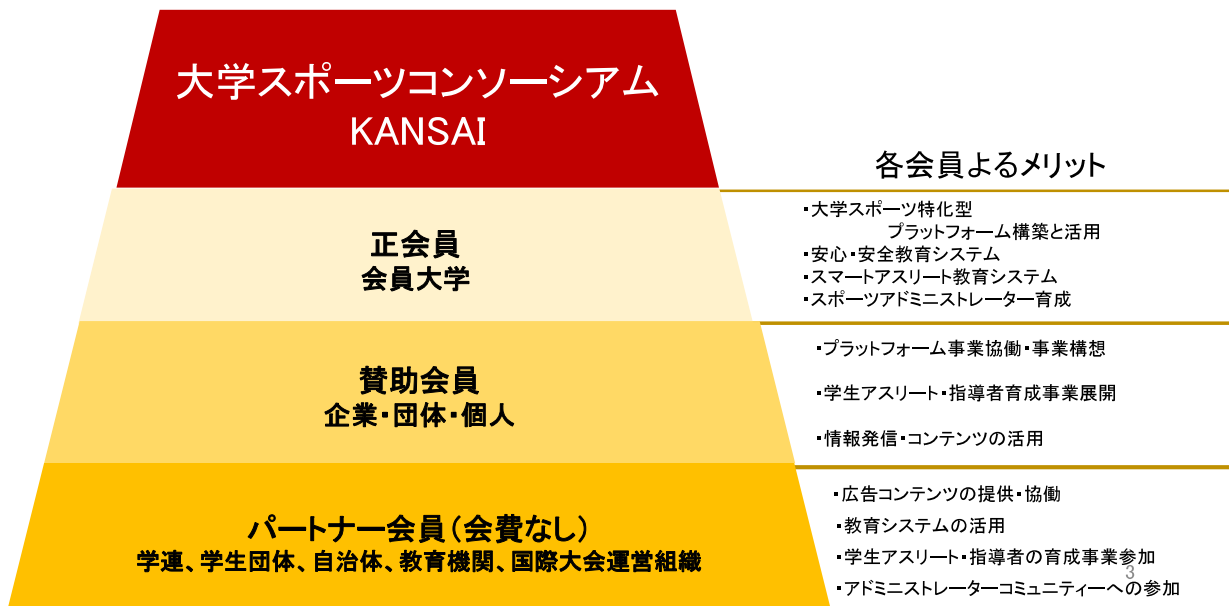 大学スポーツコンソーシアム
KANSAI
各会員よるメリット
正会員
会員大学
・大学スポーツ特化型
プラットフォーム構築と活用
・安心・安全教育システム
・スマートアスリート教育システム
・スポーツアドミニストレーター育成
賛助会員
企業・団体・個人
・プラットフォーム事業協働・事業構想
・学生アスリート・指導者育成事業展開
・情報発信・コンテンツの活用
パートナー会員(会費なし)
学連、学生団体、自治体、教育機関、国際大会運営組織
・広告コンテンツの提供・協働
・教育システムの活用
・学生アスリート・指導者の育成事業参加
・アドミニストレーターコミュニティーへの参加
3